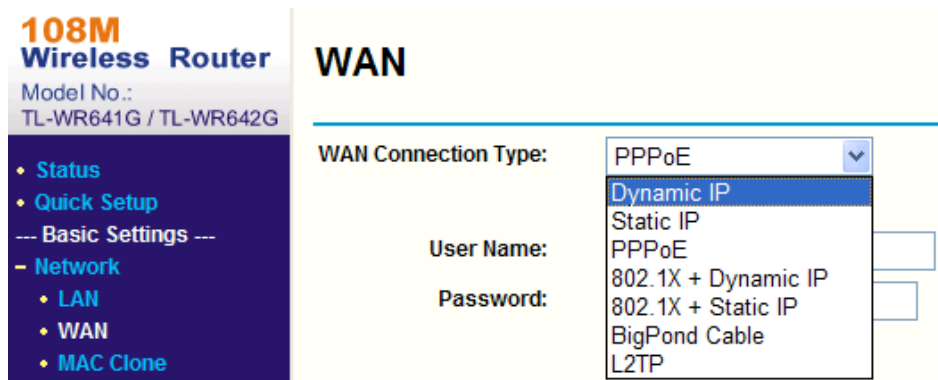 108M
Wireless Router
Model No.:
TL-WR641G / TL-WR642G
• Status
• Quick Setup
--- Basic Settings ---
– Network
• LAN
• WAN
• MAC Clone
WAN
WAN Connection Type:
PPPoE
Dynamic IP
Static IP
PPPoE
802.1X + Dynamic IP
802.1X + Static IP
BigPond Cable
L2TP
User Name:
Password: